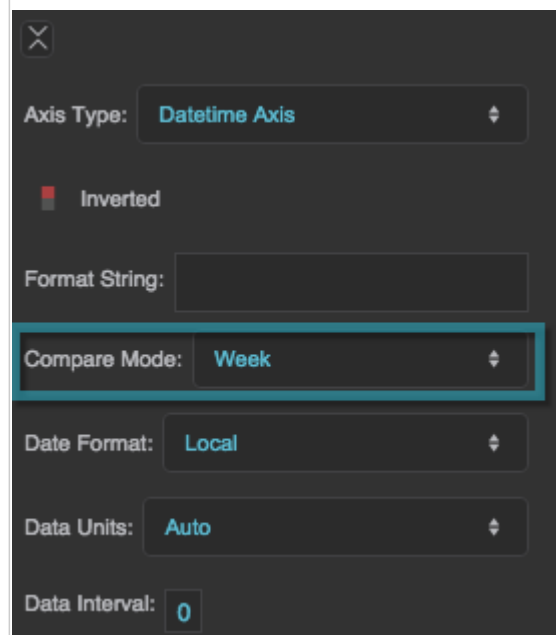 Axis Type: Datetime Axis
Inverted
Format String:
Compare Mode: Week
Date Format: Local
Data Units: Auto
Data Interval: 0